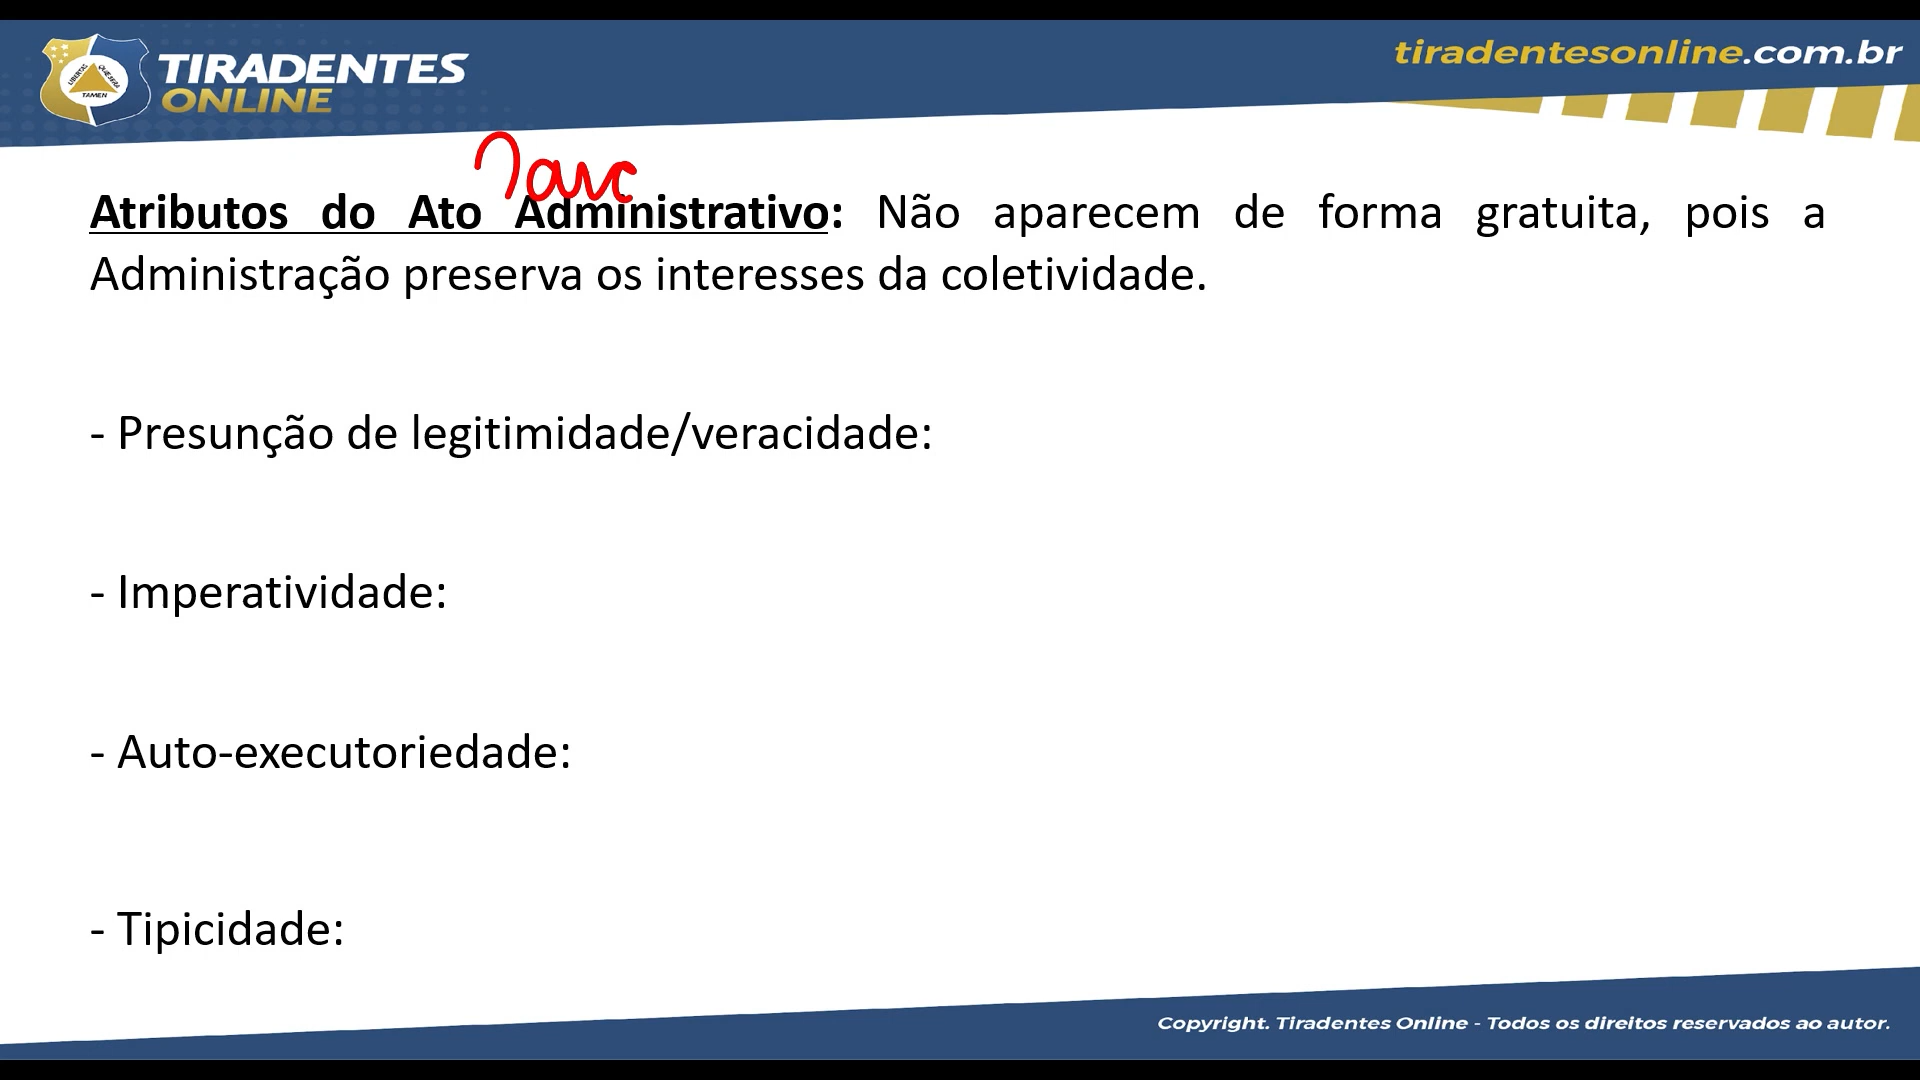 TIRADENTES
ONLINE
LIBERTAS
TAMEN
tiradentesonline.com.br
Atributos do Ato Administrativo: Não aparecem de forma gratuita, pois a
Administração preserva os interesses da coletividade.
- Presunção de legitimidade/veracidade:
- Imperatividade:
- Auto-executoriedade:
- Tipicidade:
Copyright. Tiradentes Online - Todos os direitos reservados ao autor.